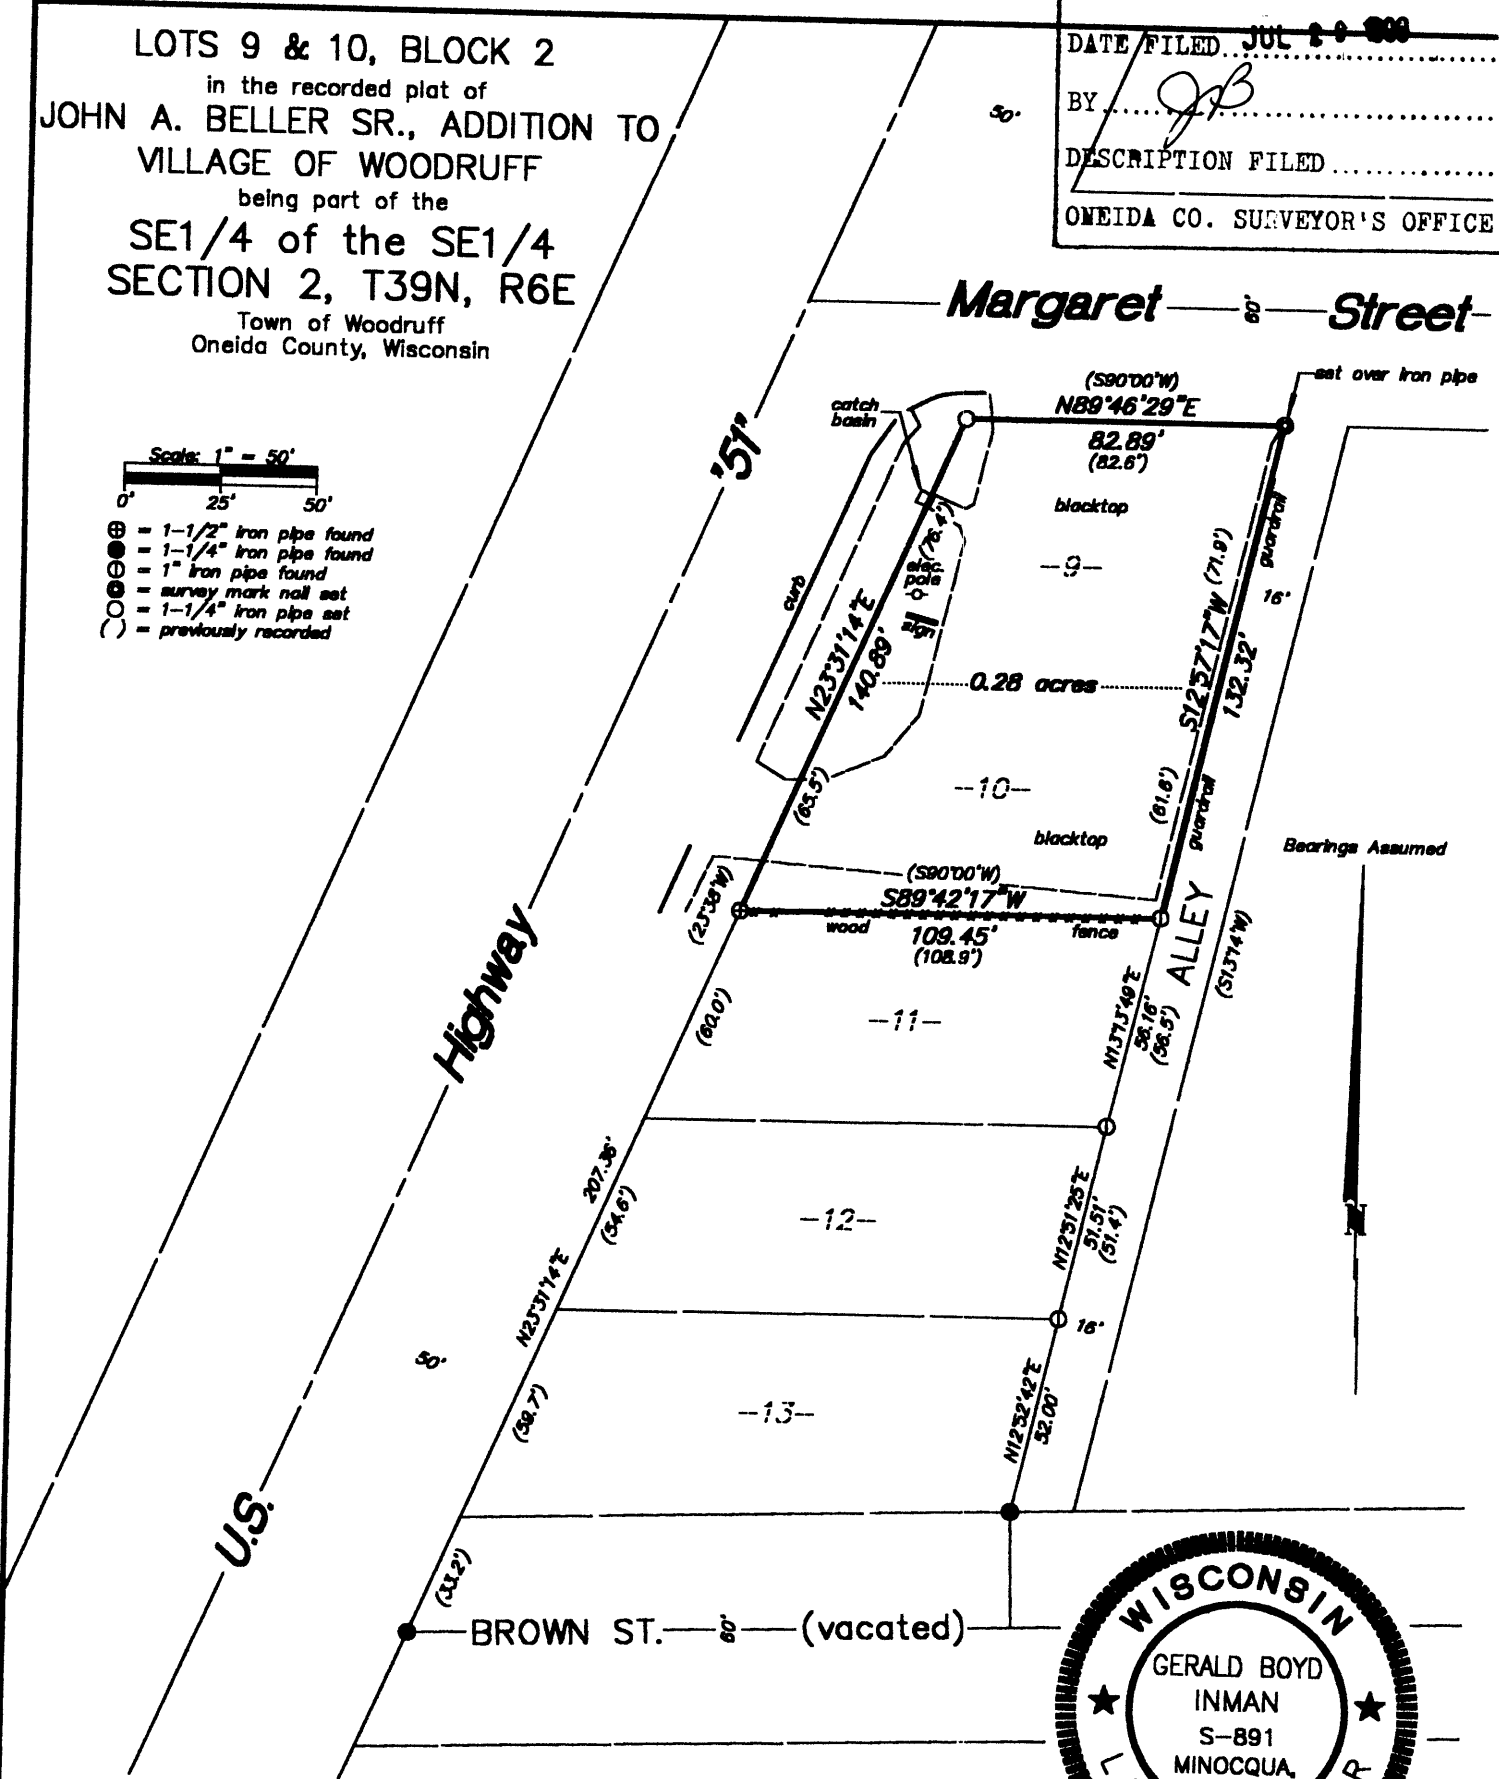 LOTS 9 & 10, BLOCK 2
in the recorded plat of
JOHN A. BELLER SR., ADDITION TO
VILLAGE OF WOODRUFF
being part of the
SE1/4 of the SE1/4
SECTION 2, T39N, R6E
Town of Woodruff
Oneida County, Wisconsin
DATE FILED JUL
BY
DESCRIPTION FILED
ONEIDA CO. SURVEYOR'S OFFICE
50'
Margaret 60' Street
Scale: 1" = 50'
0' 25' 50'
⊕ = 1-1/2" iron pipe found
● = 1-1/4" iron pipe found
= 1" iron pipe found
= survey mark nail set
○ = 1-1/4" iron pipe set
( ) = previously recorded
"51"
Highway
U.S.
set over iron pipe
(S90°00'W)
N89°46'29"E
82.89'
(82.6')
catch
basin
blacktop
guardrail
(76.4')
-9-
elec.
pole
sign
curb
(71.9')
16'
N23°31'14"E
140.89'
0.28 acres
S12°57'17"W
132.32'
(65.5')
-10-
(61.6')
guardrail
blacktop
Bearings Assumed
(S90°00'W)
S89°42'17"W
wood
fence
109.45'
(108.9')
(23°38'W)
ALLEY
(S13°14'W)
(60.0')
-11-
N13°13'49"E
56.16'
(56.5')
207.36'
(54.6')
-12-
N12°51'25"E
51.51'
(51.4')
N
N23°31'14"E
16'
50'
(59.7')
-13-
N12°52'42"E
52.00'
(33.2')
BROWN ST. 60' (vacated)
WISCONSIN
GERALD BOYD
INMAN
S-891
MINOCQUA,